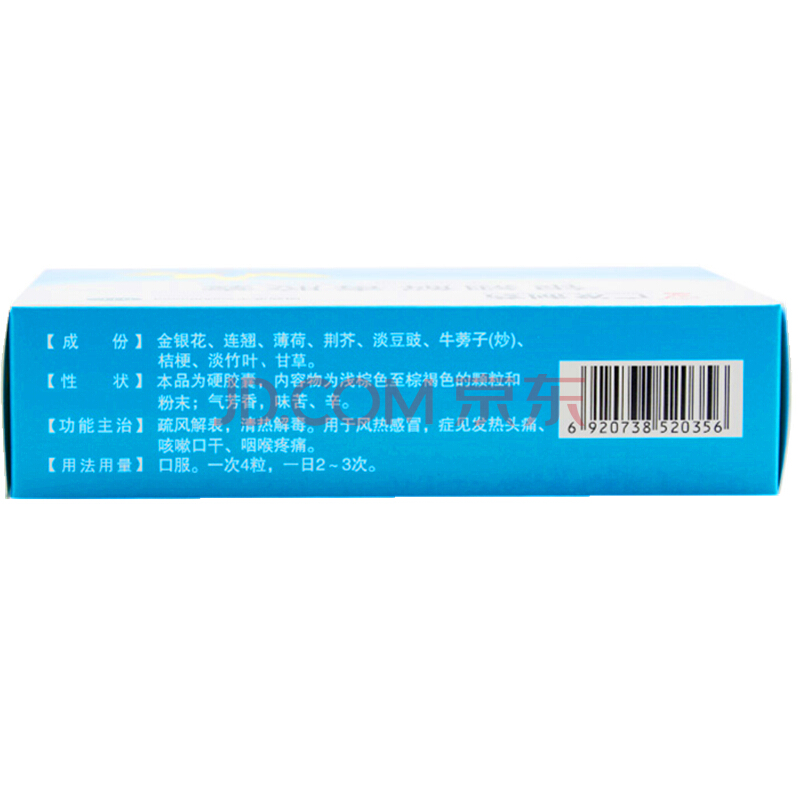 【成　份】金银花、连翘、薄荷、荆芥、淡豆豉、牛蒡子(炒)、
桔梗、淡竹叶、甘草。
【性　状】本品为硬胶囊，内容物为浅棕色至棕褐色的颗粒和
粉末；气芳香，味苦、辛。
【功能主治】疏风解表，清热解毒。用于风热感冒，症见发热头痛、
咳嗽口干、咽喉疼痛。
【用法用量】口服。一次4粒，一日2～3次。
JD.COM 京东
6 920738 520356